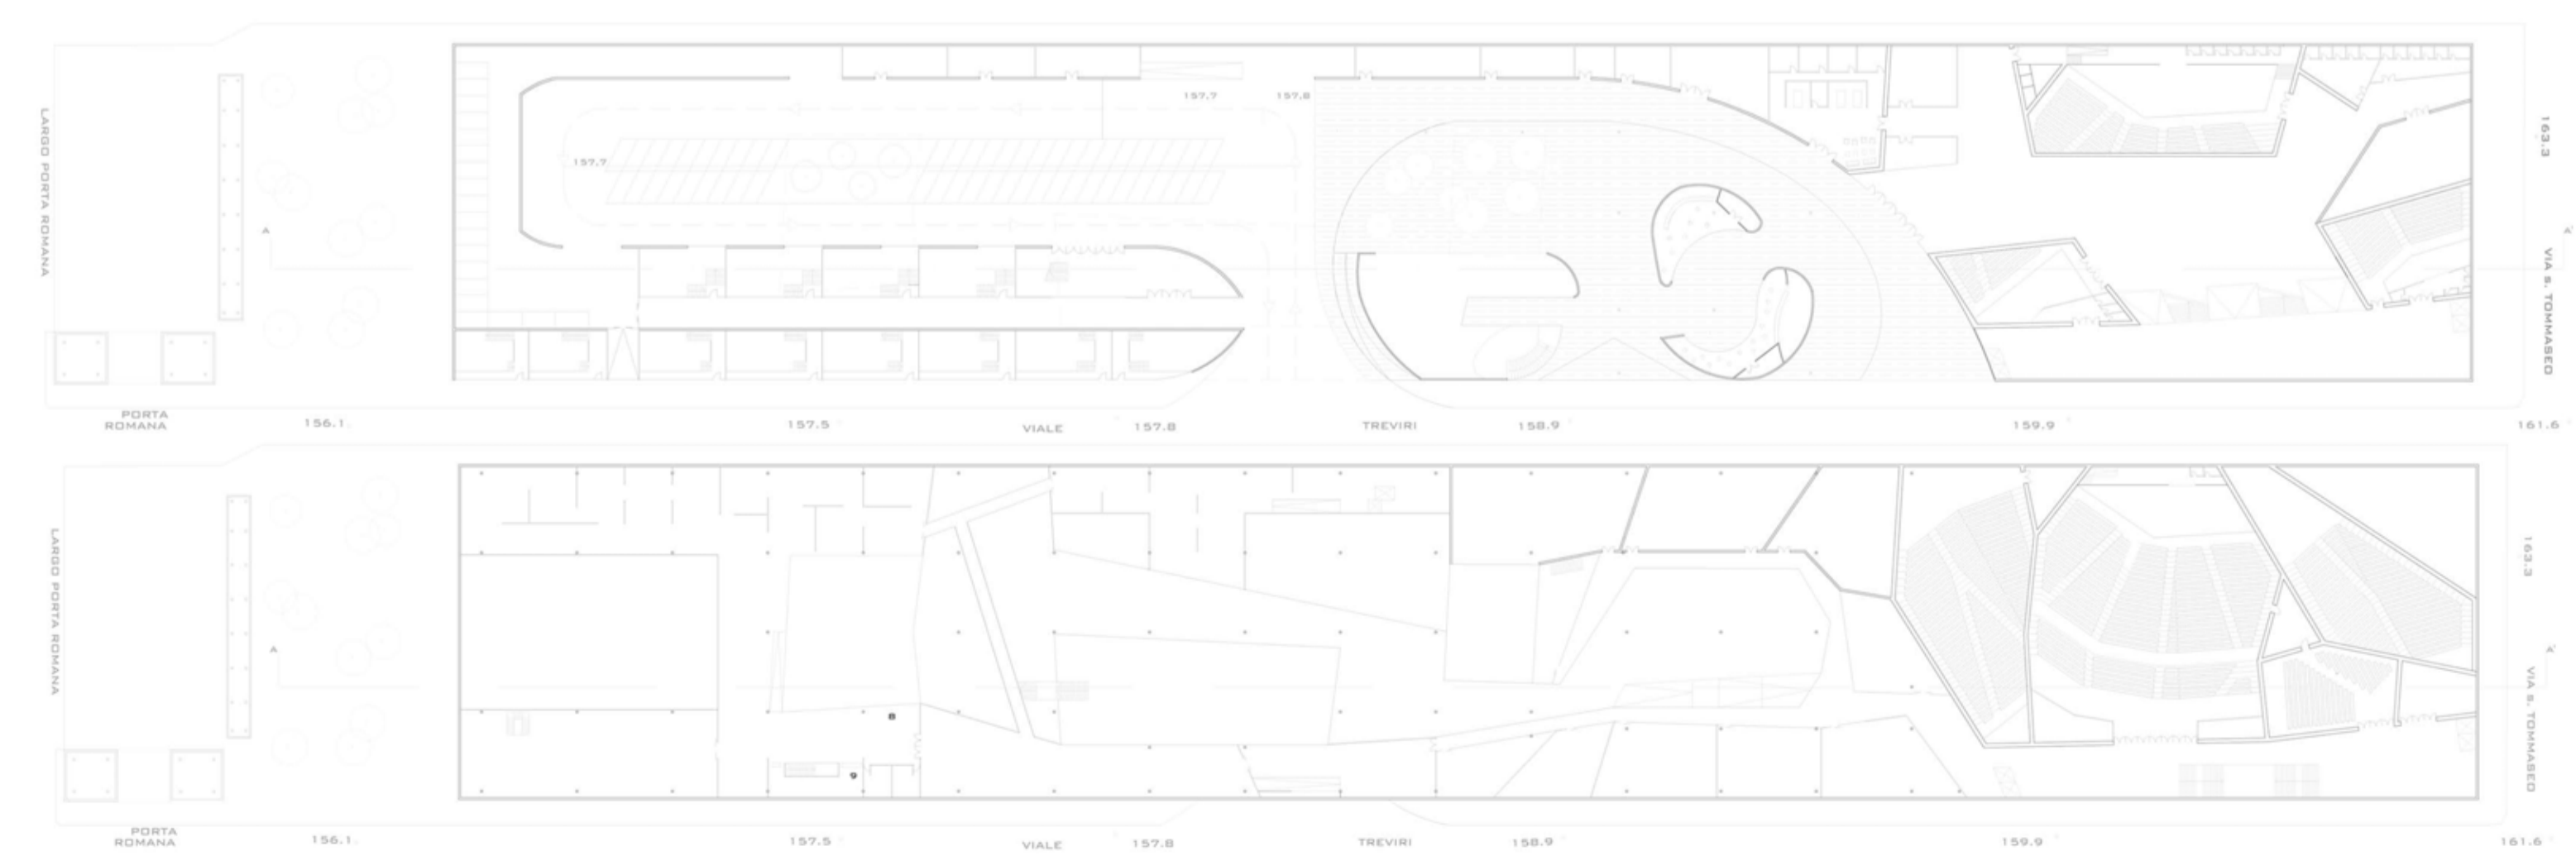 157.7
157.8
LARGO PORTA ROMANA
163.3
157.7
A
A'
VIA S. TOMMASEO
PORTA
ROMANA
156.1
157.5
VIALE
157.8
TREVIRI
158.9
159.9
161.6
LARGO PORTA ROMANA
163.3
A
A'
VIA S. TOMMASEO
8
9
PORTA
ROMANA
156.1
157.5
VIALE
157.8
TREVIRI
158.9
159.9
161.6